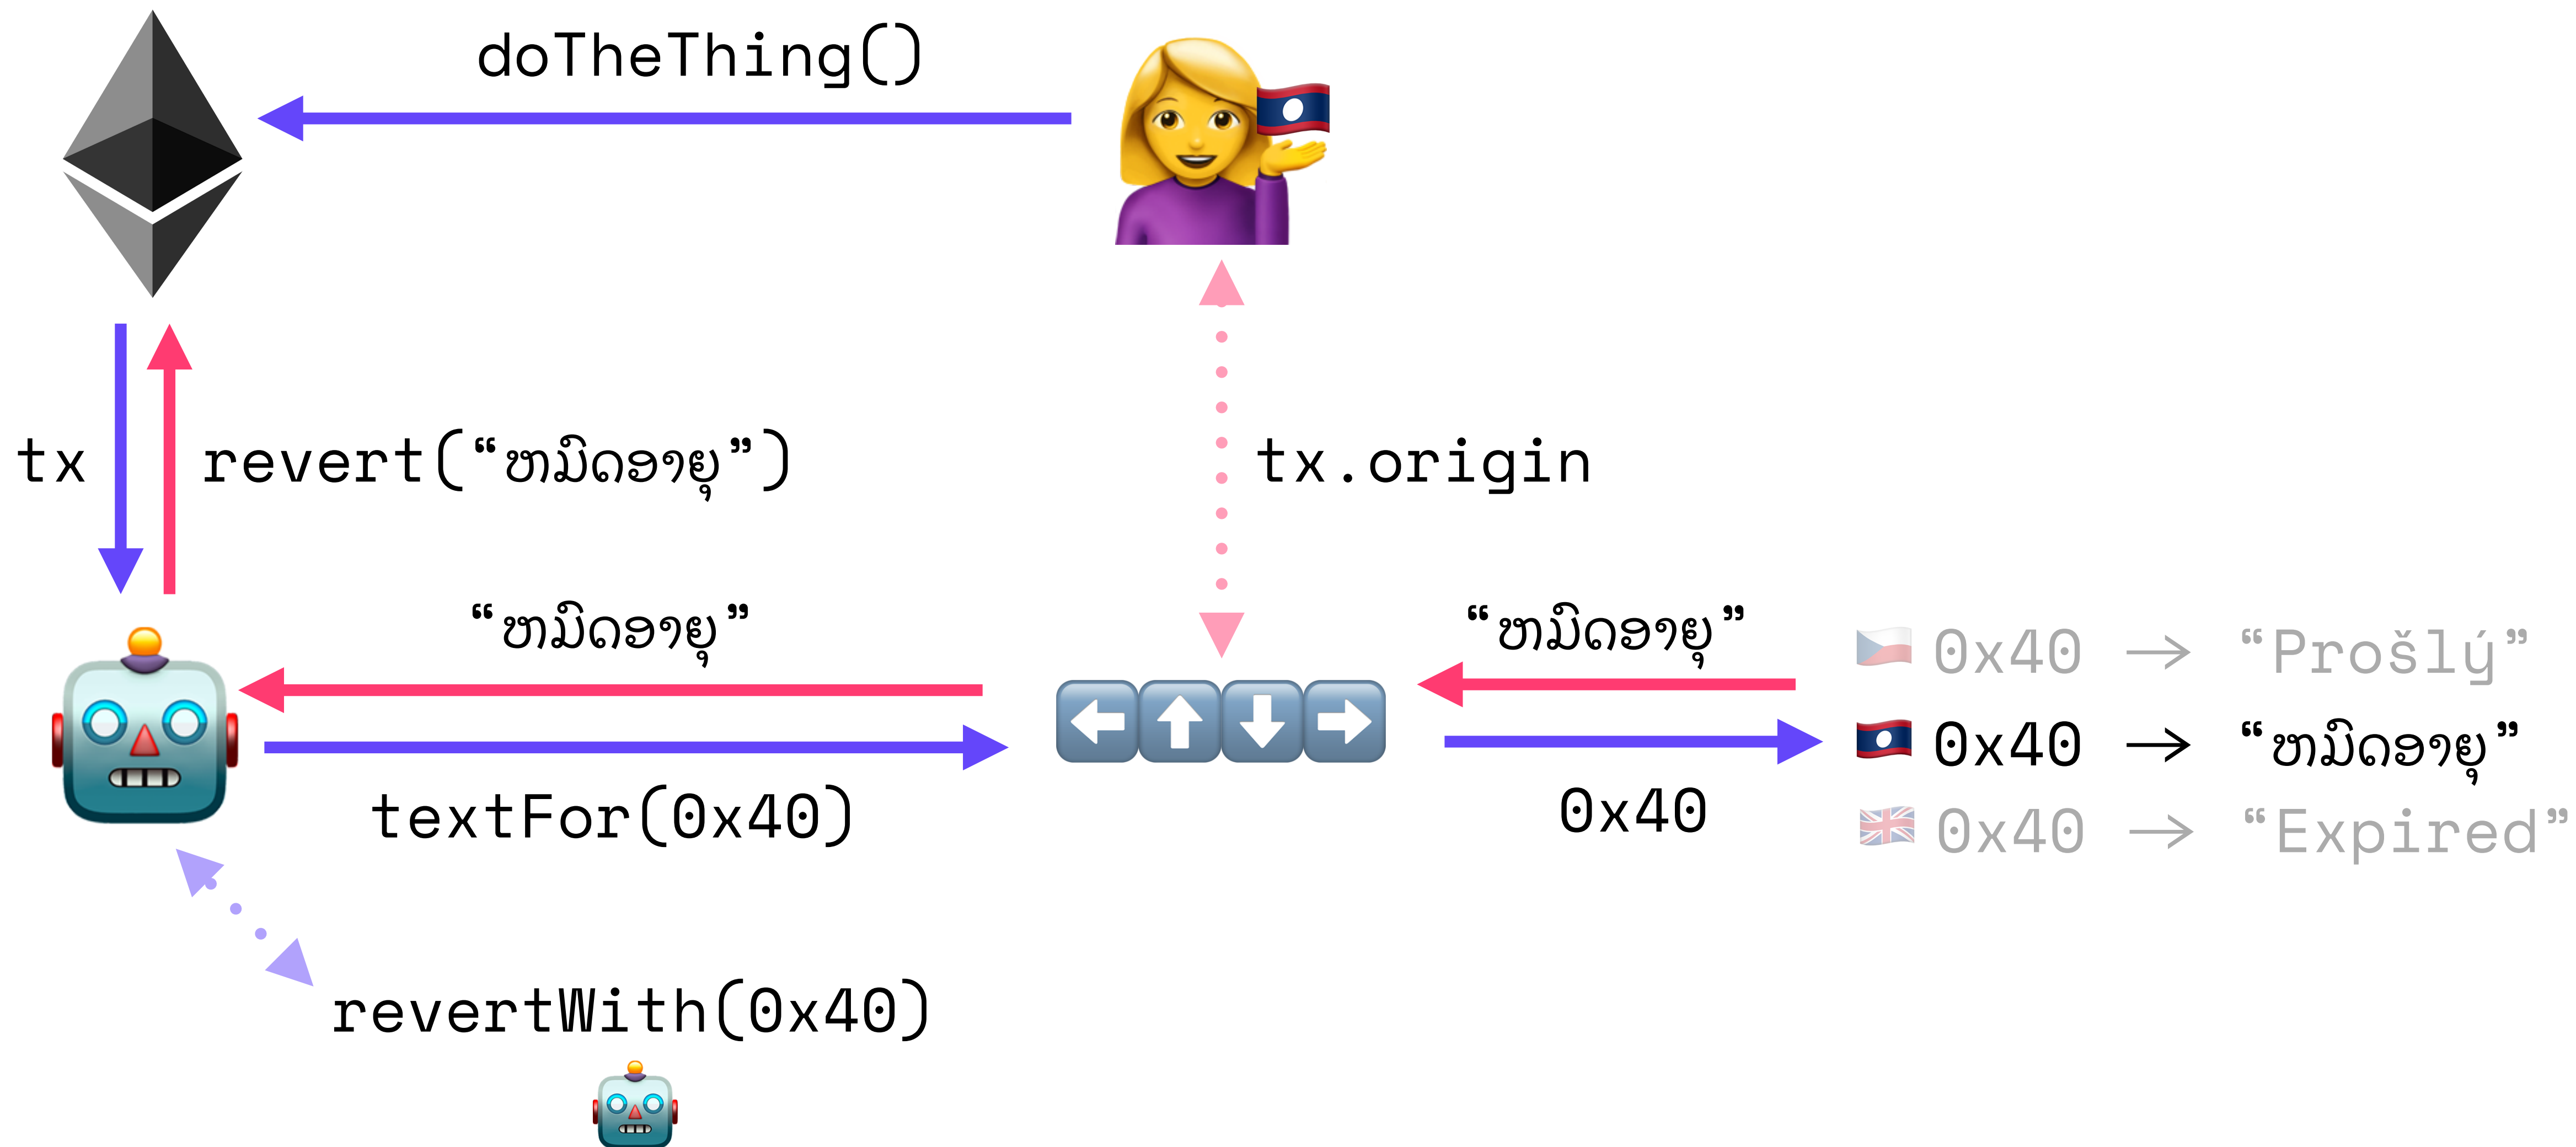 doTheThing()
tx
revert(“ຫມົດອາຍຸ”)
tx.origin
“ຫມົດອາຍຸ”
“ຫມົດອາຍຸ”
0x40 → “Prošlý”
0x40 → “ຫມົດອາຍຸ”
0x40 → “Expired”
textFor(0x40)
0x40
revertWith(0x40)